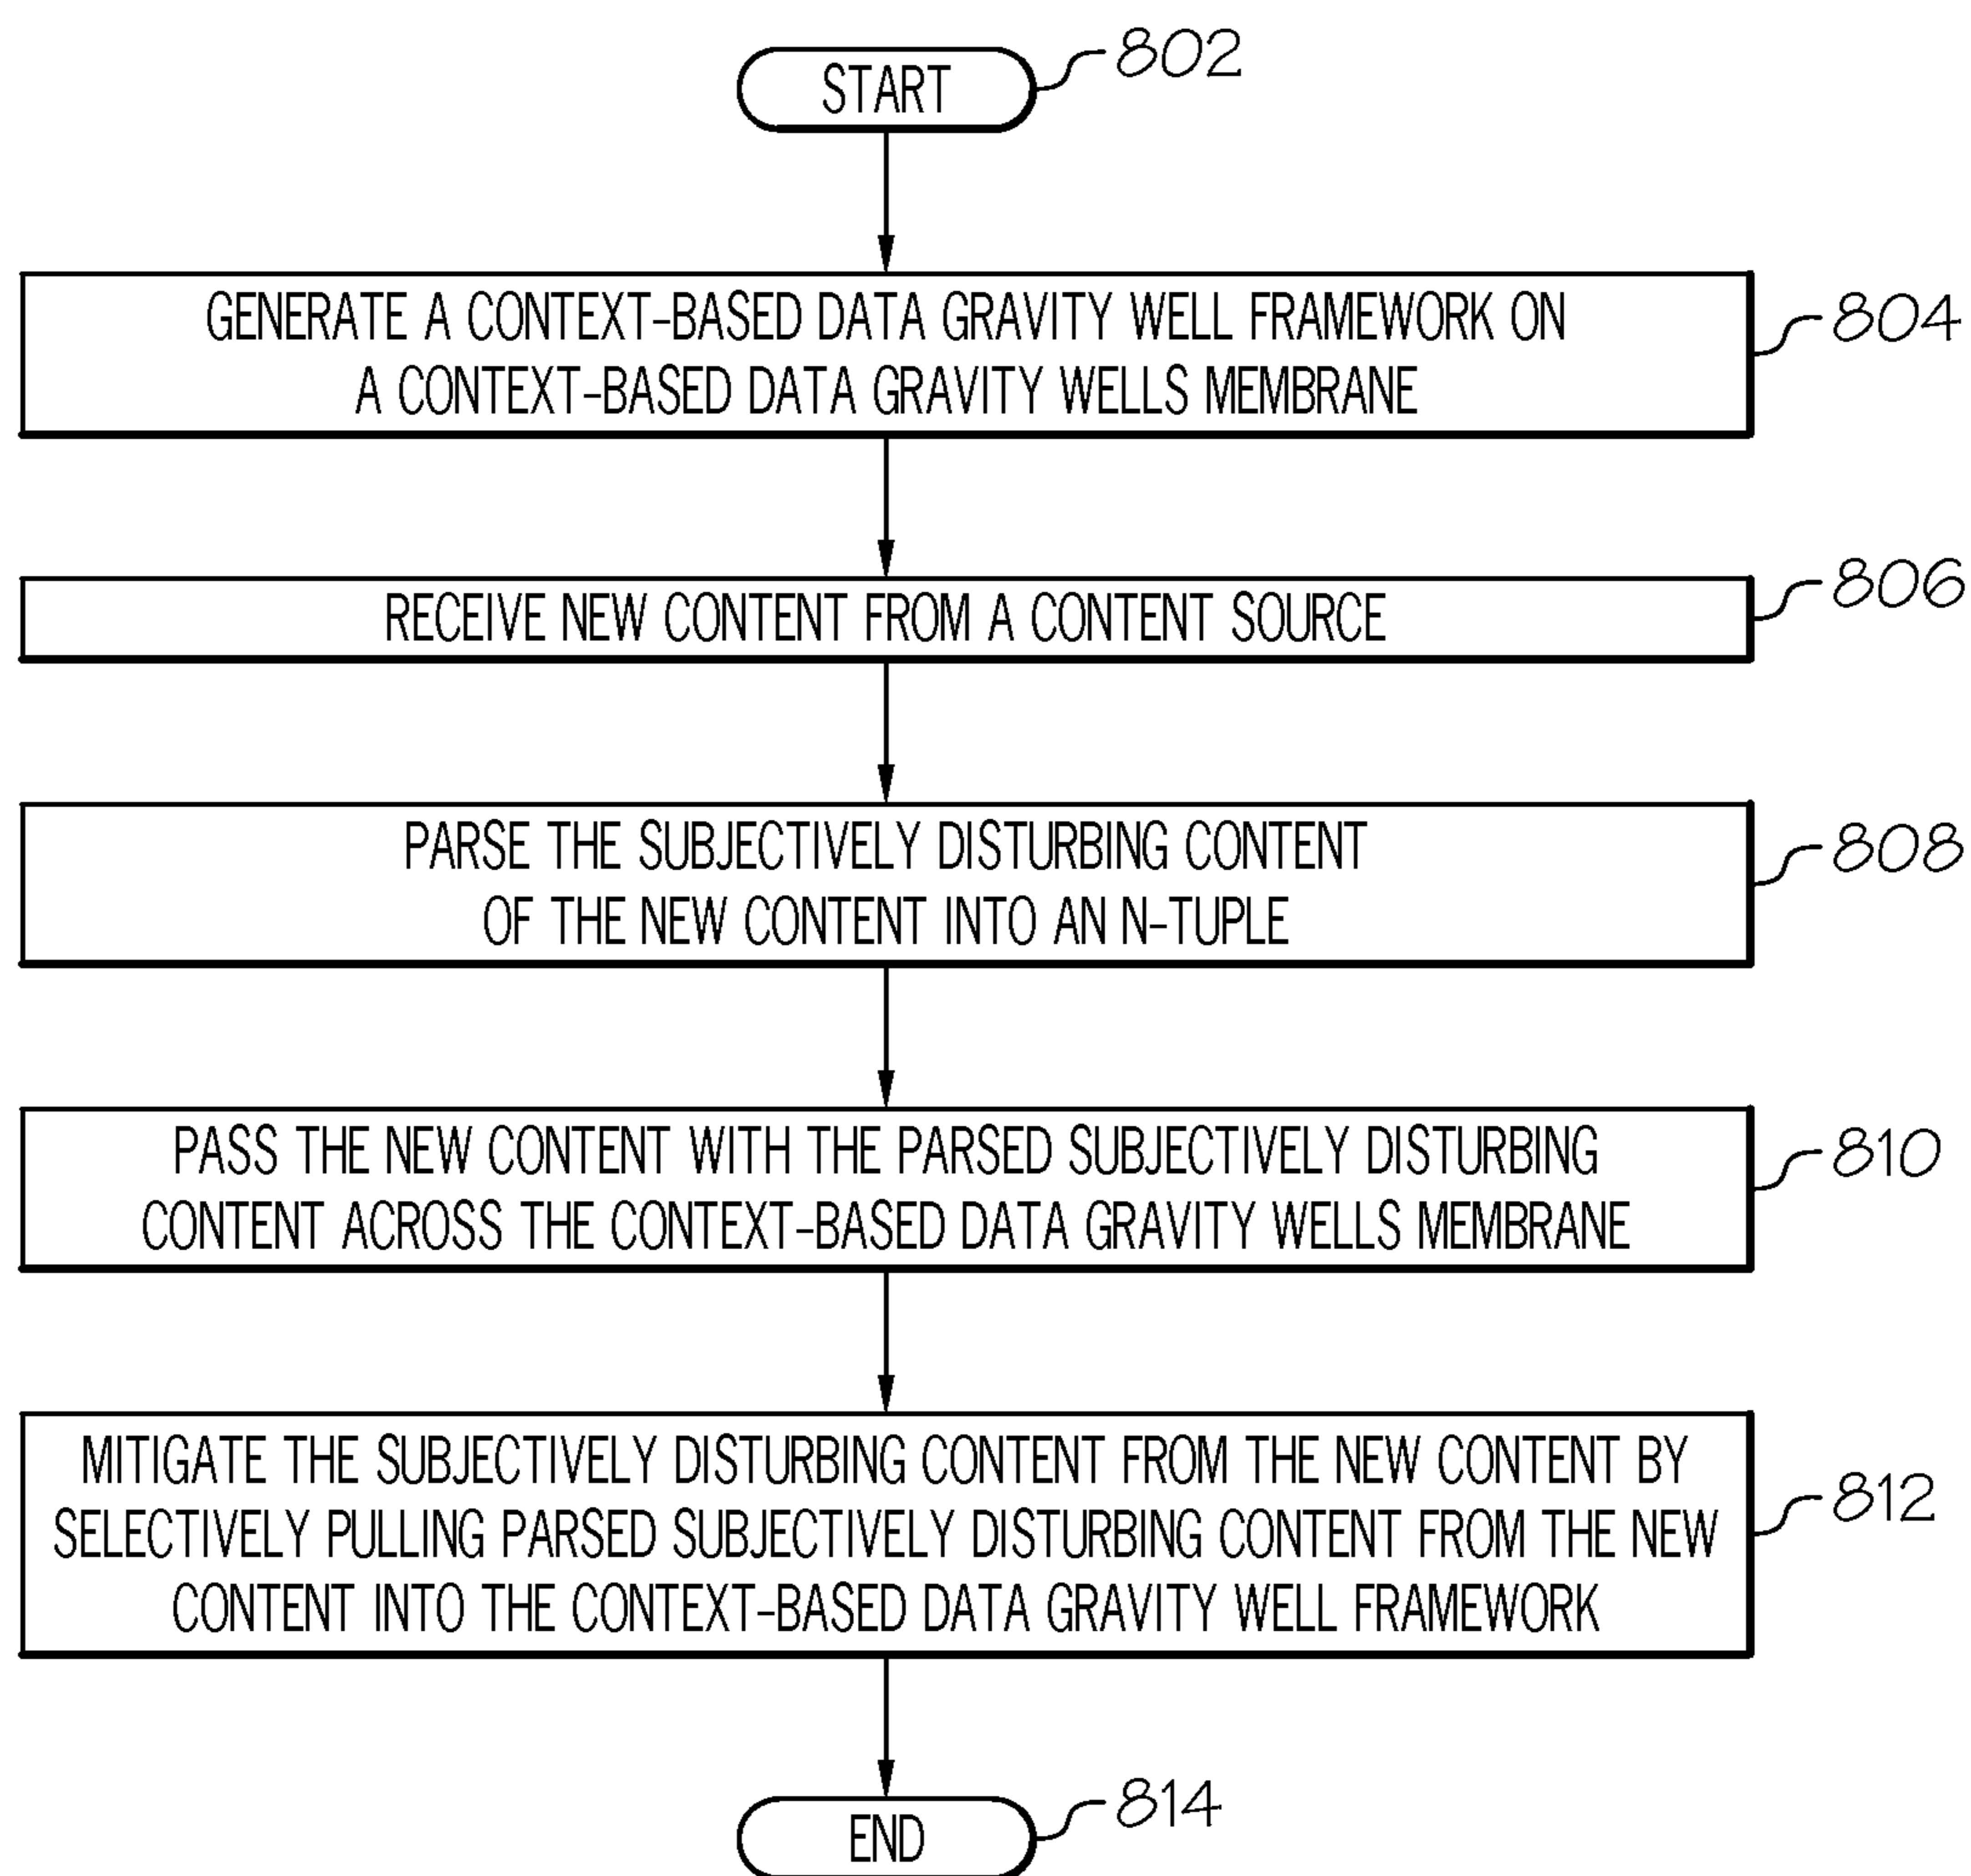 START
802
GENERATE A CONTEXT-BASED DATA GRAVITY WELL FRAMEWORK ON
A CONTEXT-BASED DATA GRAVITY WELLS MEMBRANE
804
RECEIVE NEW CONTENT FROM A CONTENT SOURCE
806
PARSE THE SUBJECTIVELY DISTURBING CONTENT
OF THE NEW CONTENT INTO AN N-TUPLE
808
PASS THE NEW CONTENT WITH THE PARSED SUBJECTIVELY DISTURBING
CONTENT ACROSS THE CONTEXT-BASED DATA GRAVITY WELLS MEMBRANE
810
MITIGATE THE SUBJECTIVELY DISTURBING CONTENT FROM THE NEW CONTENT BY
SELECTIVELY PULLING PARSED SUBJECTIVELY DISTURBING CONTENT FROM THE NEW
CONTENT INTO THE CONTEXT-BASED DATA GRAVITY WELL FRAMEWORK
812
END
814